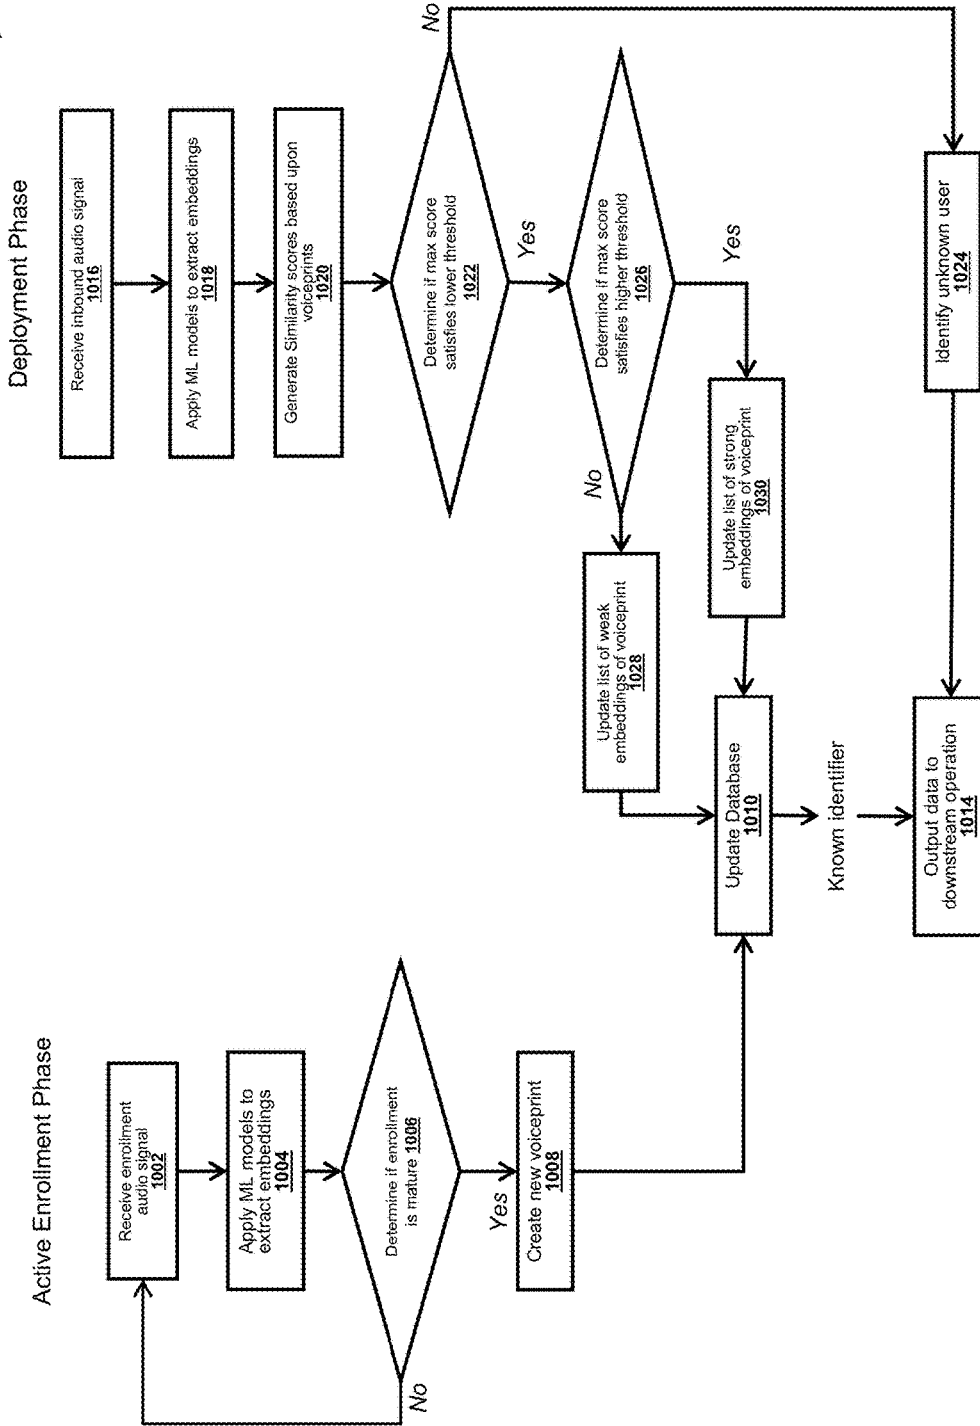 Active Enrollment Phase
Receive enrollment
audio signal
1002
Apply ML models to
extract embeddings
1004
Determine if enrollment
is mature 1006
No
Yes
Create new voiceprint
1008
Deployment Phase
Receive inbound audio signal
1016
Apply ML models to extract embeddings
1018
Generate Similarity scores based upon
voiceprints
1020
Determine if max score
satisfies lower threshold
1022
No
Yes
Determine if max score
satisfies higher threshold
1026
No
Yes
Update list of weak
embeddings of voiceprint
1028
Update list of strong
embeddings of voiceprint
1030
Update Database
1010
Known identifier
Identify unknown user
1024
Output data to
downstream operation
1014